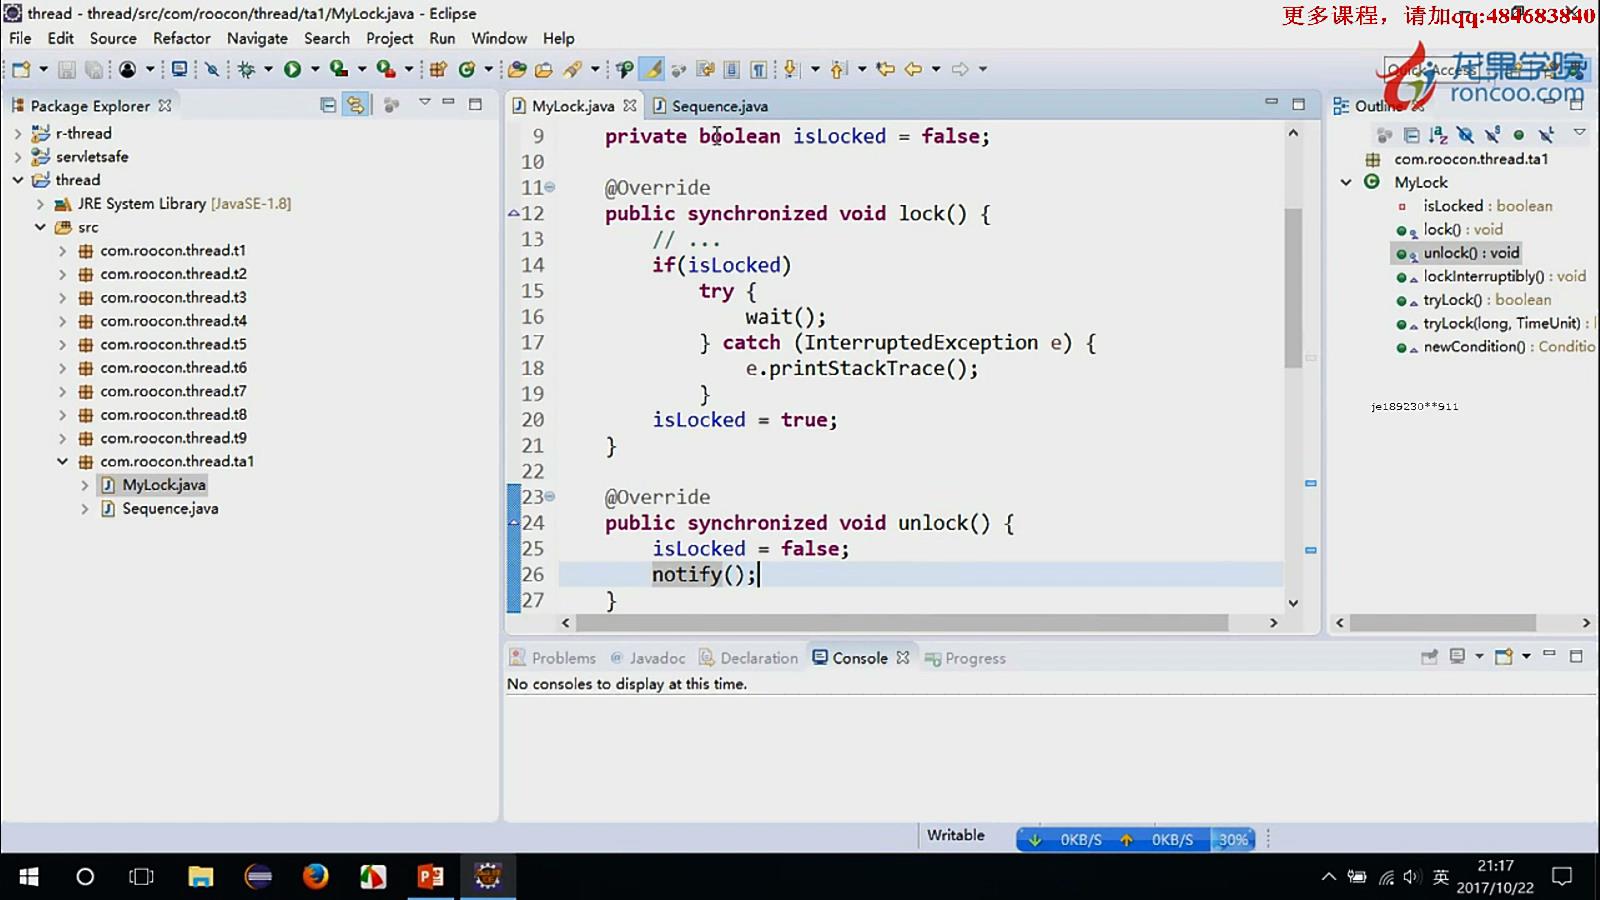 thread - thread/src/com/roocon/thread/ta1/MyLock.java - Eclipse
更多课程，请加qq:484683840
File Edit Source Refactor Navigate Search Project Run Window Help
Quick Access
龙果学院
roncoo.com
Package Explorer
MyLock.java
Sequence.java
Outline
r-thread
servletsafe
thread
JRE System Library [JavaSE-1.8]
src
com.roocon.thread.t1
com.roocon.thread.t2
com.roocon.thread.t3
com.roocon.thread.t4
com.roocon.thread.t5
com.roocon.thread.t6
com.roocon.thread.t7
com.roocon.thread.t8
com.roocon.thread.t9
com.roocon.thread.ta1
MyLock.java
Sequence.java
9 private boolean isLocked = false;
10
11 @Override
12 public synchronized void lock() {
13 // ...
14 if(isLocked)
15 try {
16 wait();
17 } catch (InterruptedException e) {
18 e.printStackTrace();
19 }
20 isLocked = true;
21 }
22
23 @Override
24 public synchronized void unlock() {
25 isLocked = false;
26 notify();
27 }
com.roocon.thread.ta1
MyLock
isLocked : boolean
lock() : void
unlock() : void
lockInterruptibly() : void
tryLock() : boolean
tryLock(long, TimeUnit) : 
newCondition() : Conditio
je189230**911
Problems @ Javadoc Declaration Console Progress
No consoles to display at this time.
Writable
0KB/S 0KB/S 30%
英
21:17
2017/10/22